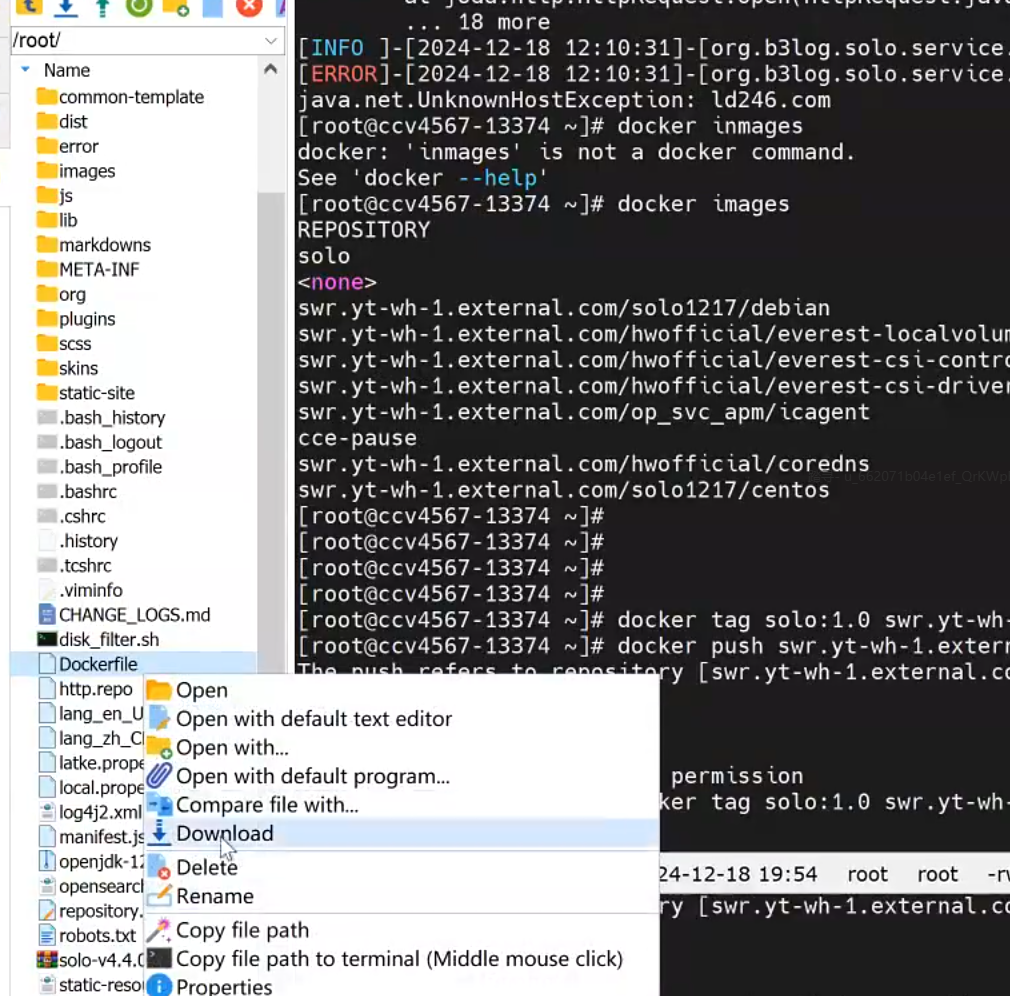 /root/
Name
common-template
dist
error
images
js
lib
markdowns
META-INF
org
plugins
scss
skins
static-site
.bash_history
.bash_logout
.bash_profile
.bashrc
.cshrc
.history
.tcshrc
.viminfo
CHANGE_LOGS.md
disk_filter.sh
Dockerfile
http.repo
lang_en_U
lang_zh_C
latke.prope
local.prope
log4j2.xml
manifest.js
openjdk-12
opensearch
repository.
robots.txt
solo-v4.4.0
static-reso
Open
Open with default text editor
Open with...
Open with default program...
Compare file with...
Download
Delete
Rename
Copy file path
Copy file path to terminal (Middle mouse click)
Properties
... 18 more
[INFO ]-[2024-12-18 12:10:31]-[org.b3log.solo.service.
[ERROR]-[2024-12-18 12:10:31]-[org.b3log.solo.service.
java.net.UnknownHostException: ld246.com
[root@ccv4567-13374 ~]# docker inmages
docker: 'inmages' is not a docker command.
See 'docker --help'
[root@ccv4567-13374 ~]# docker images
REPOSITORY
solo
<none>
swr.yt-wh-1.external.com/solo1217/debian
swr.yt-wh-1.external.com/hwofficial/everest-localvolum
swr.yt-wh-1.external.com/hwofficial/everest-csi-contro
swr.yt-wh-1.external.com/hwofficial/everest-csi-driver
swr.yt-wh-1.external.com/op_svc_apm/icagent
cce-pause
swr.yt-wh-1.external.com/hwofficial/coredns
swr.yt-wh-1.external.com/solo1217/centos
[root@ccv4567-13374 ~]#
[root@ccv4567-13374 ~]#
[root@ccv4567-13374 ~]#
[root@ccv4567-13374 ~]#
[root@ccv4567-13374 ~]# docker tag solo:1.0 swr.yt-wh-
[root@ccv4567-13374 ~]# docker push swr.yt-wh-1.extern
The push refers to repository [swr.yt-wh-1.external.co
permission
ker tag solo:1.0 swr.yt-wh-
24-12-18 19:54 root root -rw
ry [swr.yt-wh-1.external.co